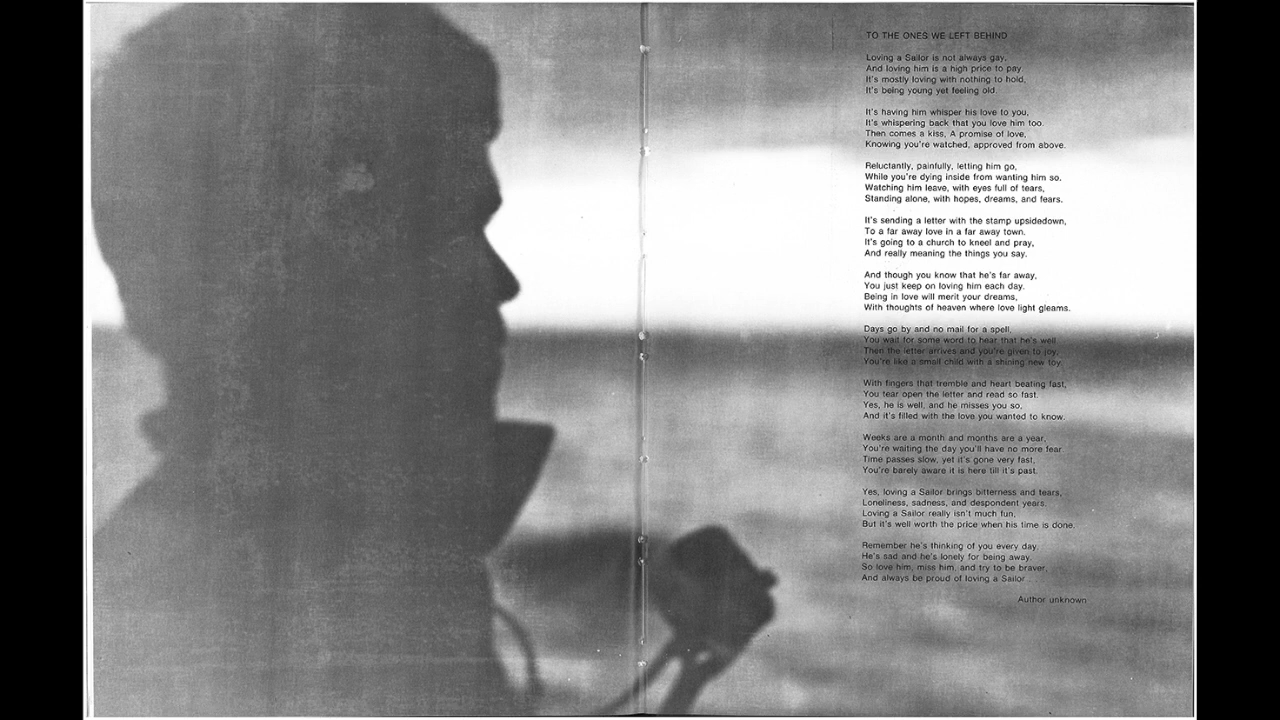 TO THE ONES WE LEFT BEHIND
Loving a Sailor is not always gay,
And loving him is a high price to pay.
It's mostly loving with nothing to hold,
It's being young yet feeling old.
It's having him whisper his love to you,
It's whispering back that you love him too.
Then comes a kiss, A promise of love,
Knowing you're watched, approved from above.
Reluctantly, painfully, letting him go,
While you're dying inside from wanting him so.
Watching him leave, with eyes full of tears,
Standing alone, with hopes, dreams, and fears.
It's sending a letter with the stamp upsidedown,
To a far away love in a far away town.
It's going to a church to kneel and pray,
And really meaning the things you say.
And though you know that he's far away,
You just keep on loving him each day.
Being in love will merit your dreams,
With thoughts of heaven where love light gleams.
Days go by and no mail for a spell,
You wait for some word to hear that he's well.
Then the letter arrives and you're given to joy,
You're like a small child with a shining new toy.
With fingers that tremble and heart beating fast,
You tear open the letter and read so fast.
Yes, he is well, and he misses you so,
And it's filled with the love you wanted to know.
Weeks are a month and months are a year,
You're waiting the day you'll have no more fear.
Time passes slow, yet it's gone very fast,
You're barely aware it is here till it's past.
Yes, loving a Sailor brings bitterness and tears,
Loneliness, sadness, and despondent years.
Loving a Sailor really isn't much fun,
But it's well worth the price when his time is done.
Remember he's thinking of you every day.
He's sad and he's lonely for being away.
So love him, miss him, and try to be braver,
And always be proud of loving a Sailor . .
Author unknown